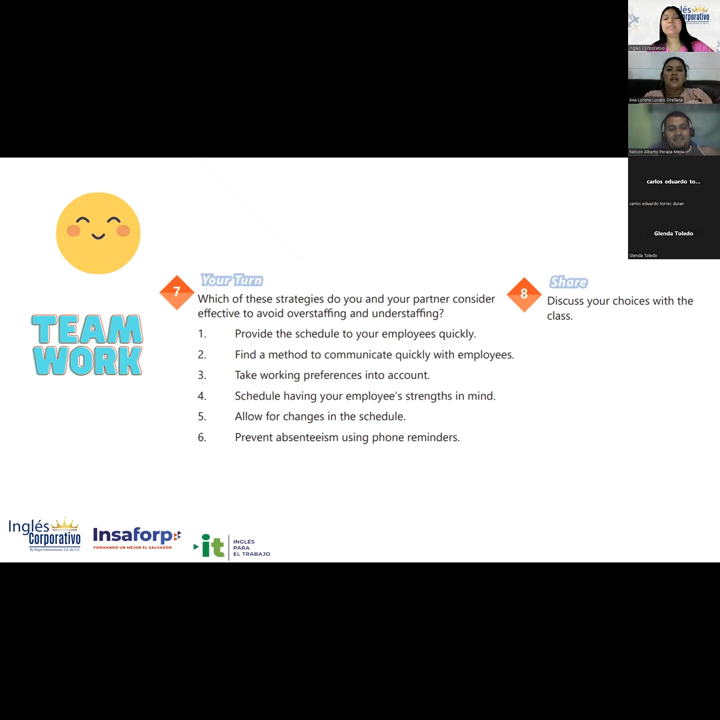 Inglés
Corporativo
Inglés Corporativo
Ana Lorena Lovato Orellana
Nelson Alberto Peraza Mejia
carlos eduardo to...
carlos eduardo torres duran
Glenda Toledo
Glenda Toledo
TEAM
WORK
7
Your Turn
Which of these strategies do you and your partner consider
effective to avoid overstaffing and understaffing?
1. Provide the schedule to your employees quickly.
2. Find a method to communicate quickly with employees.
3. Take working preferences into account.
4. Schedule having your employee's strengths in mind.
5. Allow for changes in the schedule.
6. Prevent absenteeism using phone reminders.
8
Share
Discuss your choices with the
class.
Inglés
Corporativo
Insaforp
FORMANDO UN MEJOR EL SALVADOR
it
INGLÉS
PARA
EL TRABAJO